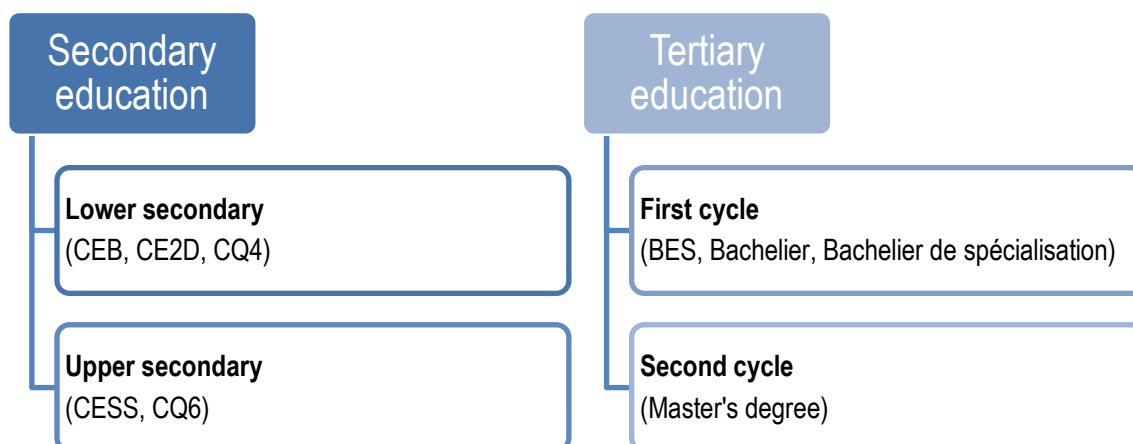 Secondary
education
Lower secondary
(CEB, CE2D, CQ4)
Upper secondary
(CESS, CQ6)
Tertiary
education
First cycle
(BES, Bachelier, Bachelier de spécialisation)
Second cycle
(Master's degree)